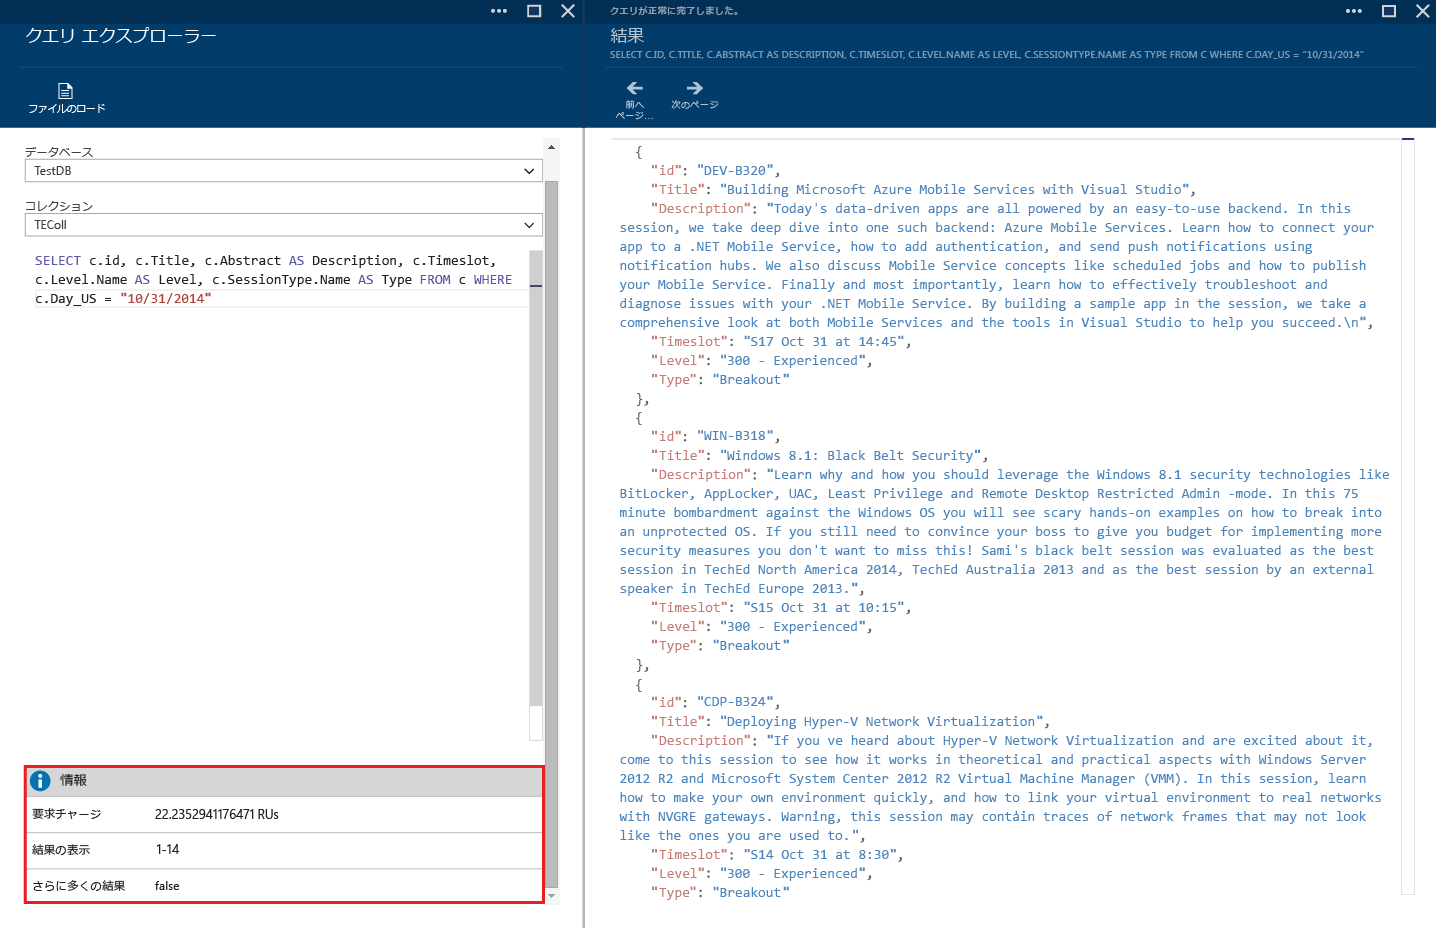 クエリ エクスプローラー
ファイルのロード
データベース
TestDB
コレクション
TEColl
SELECT c.id, c.Title, c.Abstract AS Description, c.Timeslot,
c.Level.Name AS Level, c.SessionType.Name AS Type FROM c WHERE
c.Day_US = "10/31/2014"
情報
要求チャージ 22.2352941176471 RUs
結果の表示 1-14
さらに多くの結果 false
クエリが正常に完了しました。
結果
SELECT C.ID, C.TITLE, C.ABSTRACT AS DESCRIPTION, C.TIMESLOT, C.LEVEL.NAME AS LEVEL, C.SESSIONTYPE.NAME AS TYPE FROM C WHERE C.DAY_US = "10/31/2014"
前へ
ページ...
次のページ
{
"id": "DEV-B320",
"Title": "Building Microsoft Azure Mobile Services with Visual Studio",
"Description": "Today's data-driven apps are all powered by an easy-to-use backend. In this
session, we take deep dive into one such backend: Azure Mobile Services. Learn how to connect your
app to a .NET Mobile Service, how to add authentication, and send push notifications using
notification hubs. We also discuss Mobile Service concepts like scheduled jobs and how to publish
your Mobile Service. Finally and most importantly, learn how to effectively troubleshoot and
diagnose issues with your .NET Mobile Service. By building a sample app in the session, we take a
comprehensive look at both Mobile Services and the tools in Visual Studio to help you succeed.\n",
"Timeslot": "S17 Oct 31 at 14:45",
"Level": "300 - Experienced",
"Type": "Breakout"
},
{
"id": "WIN-B318",
"Title": "Windows 8.1: Black Belt Security",
"Description": "Learn why and how you should leverage the Windows 8.1 security technologies like
BitLocker, AppLocker, UAC, Least Privilege and Remote Desktop Restricted Admin -mode. In this 75
minute bombardment against the Windows OS you will see scary hands-on examples on how to break into
an unprotected OS. If you still need to convince your boss to give you budget for implementing more
security measures you don't want to miss this! Sami's black belt session was evaluated as the best
session in TechEd North America 2014, TechEd Australia 2013 and as the best session by an external
speaker in TechEd Europe 2013.",
"Timeslot": "S15 Oct 31 at 10:15",
"Level": "300 - Experienced",
"Type": "Breakout"
},
{
"id": "CDP-B324",
"Title": "Deploying Hyper-V Network Virtualization",
"Description": "If you ve heard about Hyper-V Network Virtualization and are excited about it,
come to this session to see how it works in theoretical and practical aspects with Windows Server
2012 R2 and Microsoft System Center 2012 R2 Virtual Machine Manager (VMM). In this session, learn
how to make your own environment quickly, and how to link your virtual environment to real networks
with NVGRE gateways. Warning, this session may contain traces of network frames that may not look
like the ones you are used to.",
"Timeslot": "S14 Oct 31 at 8:30",
"Level": "300 - Experienced",
"Type": "Breakout"